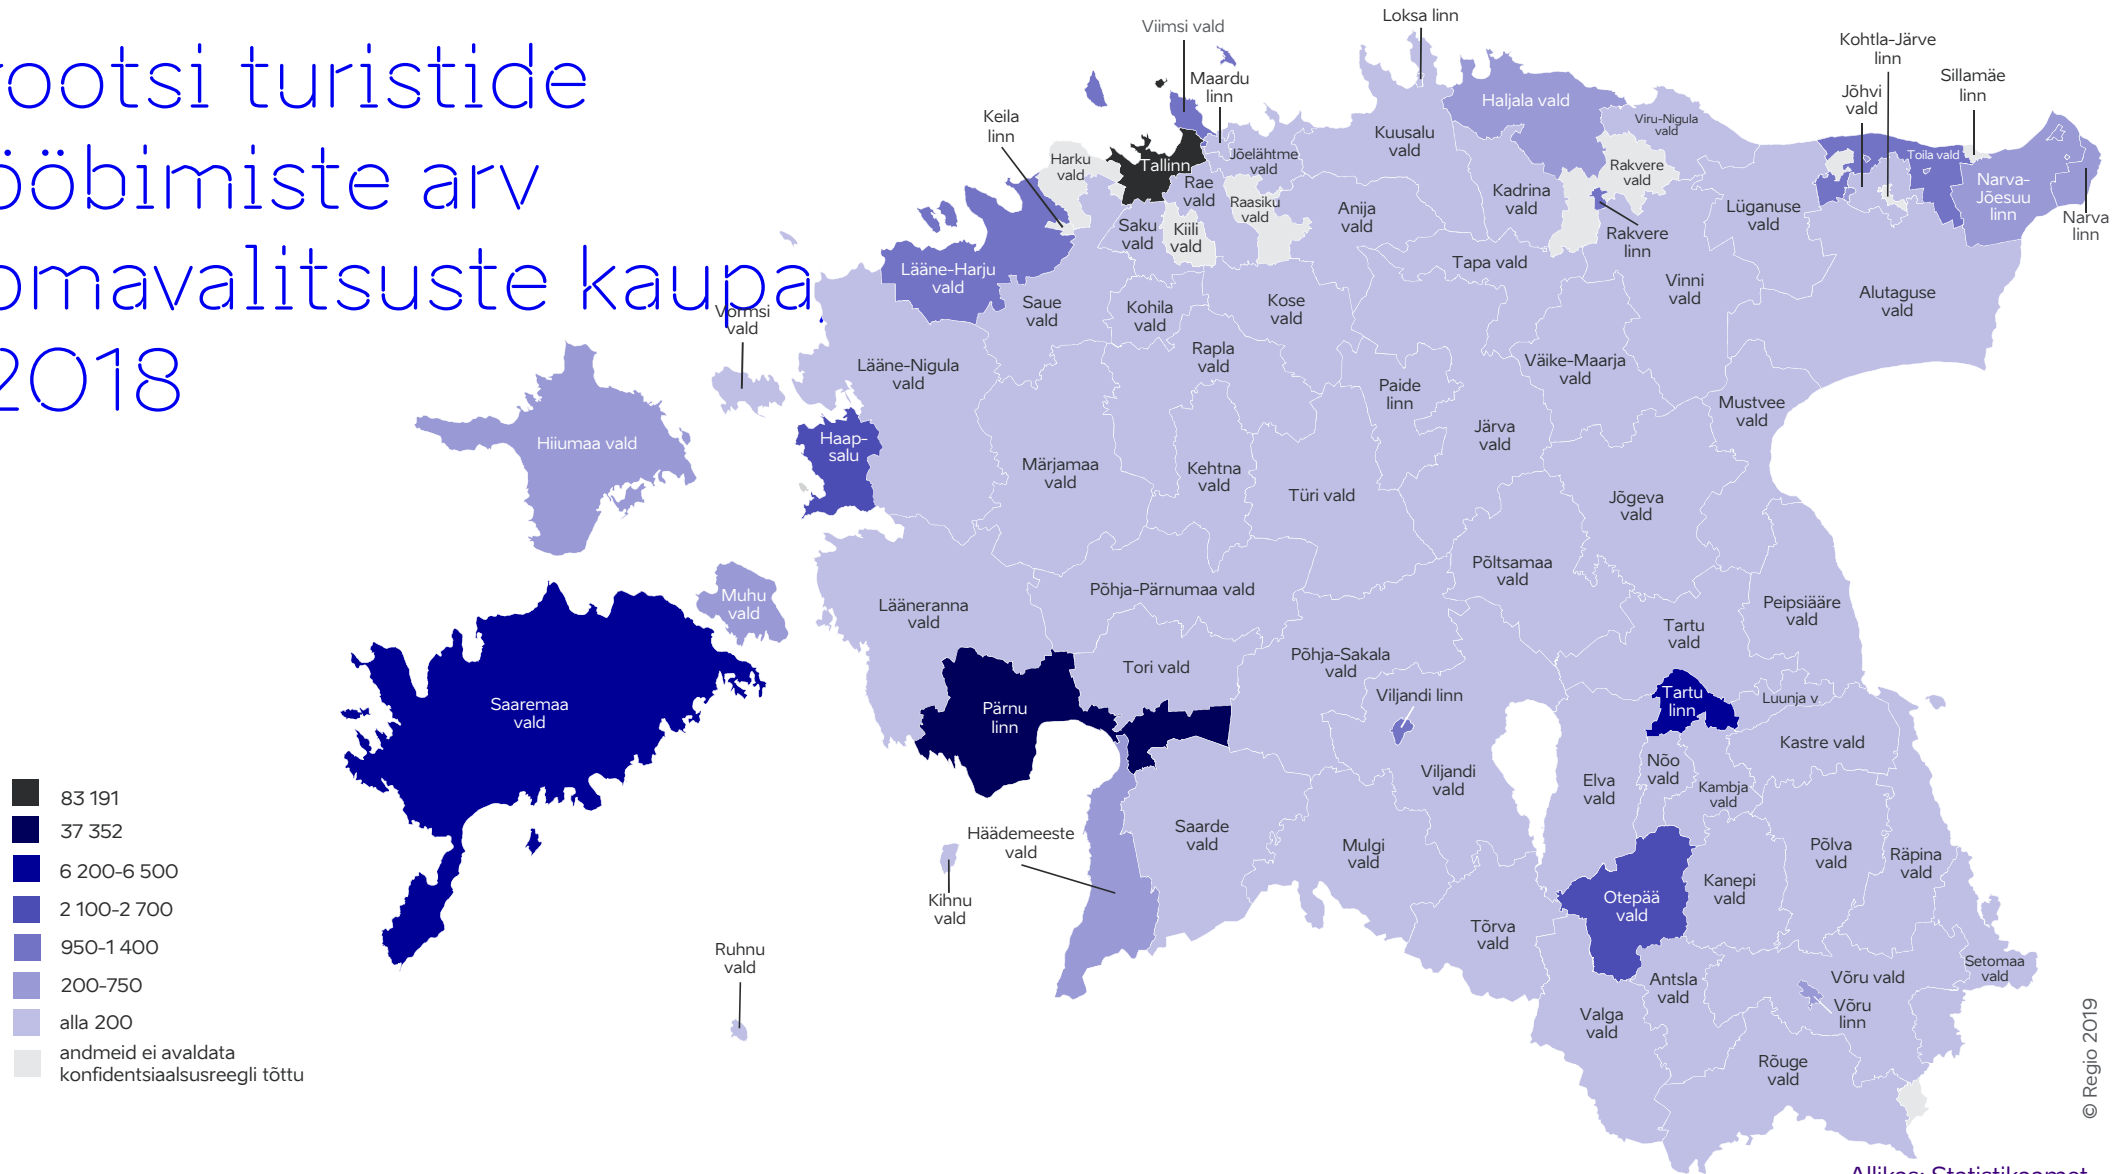 rootsi turistide
ööbimiste arv
omavalitsuste kaupa,
2018
Loksa linn
Viimsi vald
Kohtla-Järve
linn
Maardu
linn
Sillamäe
linn
Jõhvi
vald
Keila
linn
Haljala vald
Viru-Nigula
vald
Kuusalu
vald
Harku
vald
Tallinn
Jõelähtme
vald
Toila vald
Rakvere
vald
Rae
vald
Kadrina
vald
Narva-
Jõesuu
linn
Raasiku
vald
Anija
vald
Lüganuse
vald
Narva
linn
Saku
vald
Kiili
vald
Rakvere
linn
Tapa vald
Lääne-Harju
vald
Vinni
vald
Alutaguse
vald
Saue
vald
Kohila
vald
Kose
vald
Vormsi
vald
Rapla
vald
Väike-Maarja
vald
Lääne-Nigula
vald
Paide
linn
Mustvee
vald
Hiiumaa vald
Haap-
salu
Järva
vald
Märjamaa
vald
Kehtna
vald
Türi vald
Jõgeva
vald
Põltsamaa
vald
Muhu
vald
Lääneranna
vald
Põhja-Pärnumaa vald
Peipsiääre
vald
Tartu
vald
Tori vald
Põhja-Sakala
vald
Viljandi linn
Tartu
linn
Luunja v
Saaremaa
vald
Pärnu
linn
Kastre vald
Nõo
vald
Viljandi
vald
Elva
vald
Kambja
vald
Häädemeeste
vald
Saarde
vald
Mulgi
vald
Põlva
vald
Räpina
vald
Kanepi
vald
Kihnu
vald
Otepää
vald
Tõrva
vald
Ruhnu
vald
Setomaa
vald
Antsla
vald
Võru vald
Võru
linn
Valga
vald
Rõuge
vald
83 191
37 352
6 200-6 500
2 100-2 700
950-1 400
200-750
alla 200
andmeid ei avaldata
konfidentsiaalsusreegli tõttu
© Regio 2019
Allikas: Statistikaamet